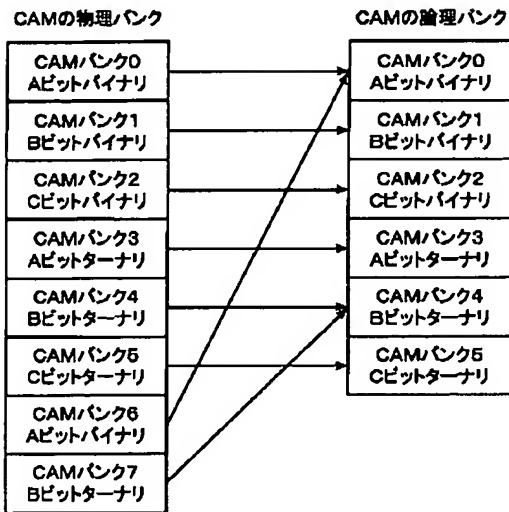 CAMの物理バンク
CAMバンク0
Aビットバイナリ
CAMバンク1
Bビットバイナリ
CAMバンク2
Cビットバイナリ
CAMバンク3
Aビットターナリ
CAMバンク4
Bビットターナリ
CAMバンク5
Cビットターナリ
CAMバンク6
Aビットバイナリ
CAMバンク7
Bビットターナリ
CAMの論理バンク
CAMバンク0
Aビットバイナリ
CAMバンク1
Bビットバイナリ
CAMバンク2
Cビットバイナリ
CAMバンク3
Aビットターナリ
CAMバンク4
Bビットターナリ
CAMバンク5
Cビットターナリ